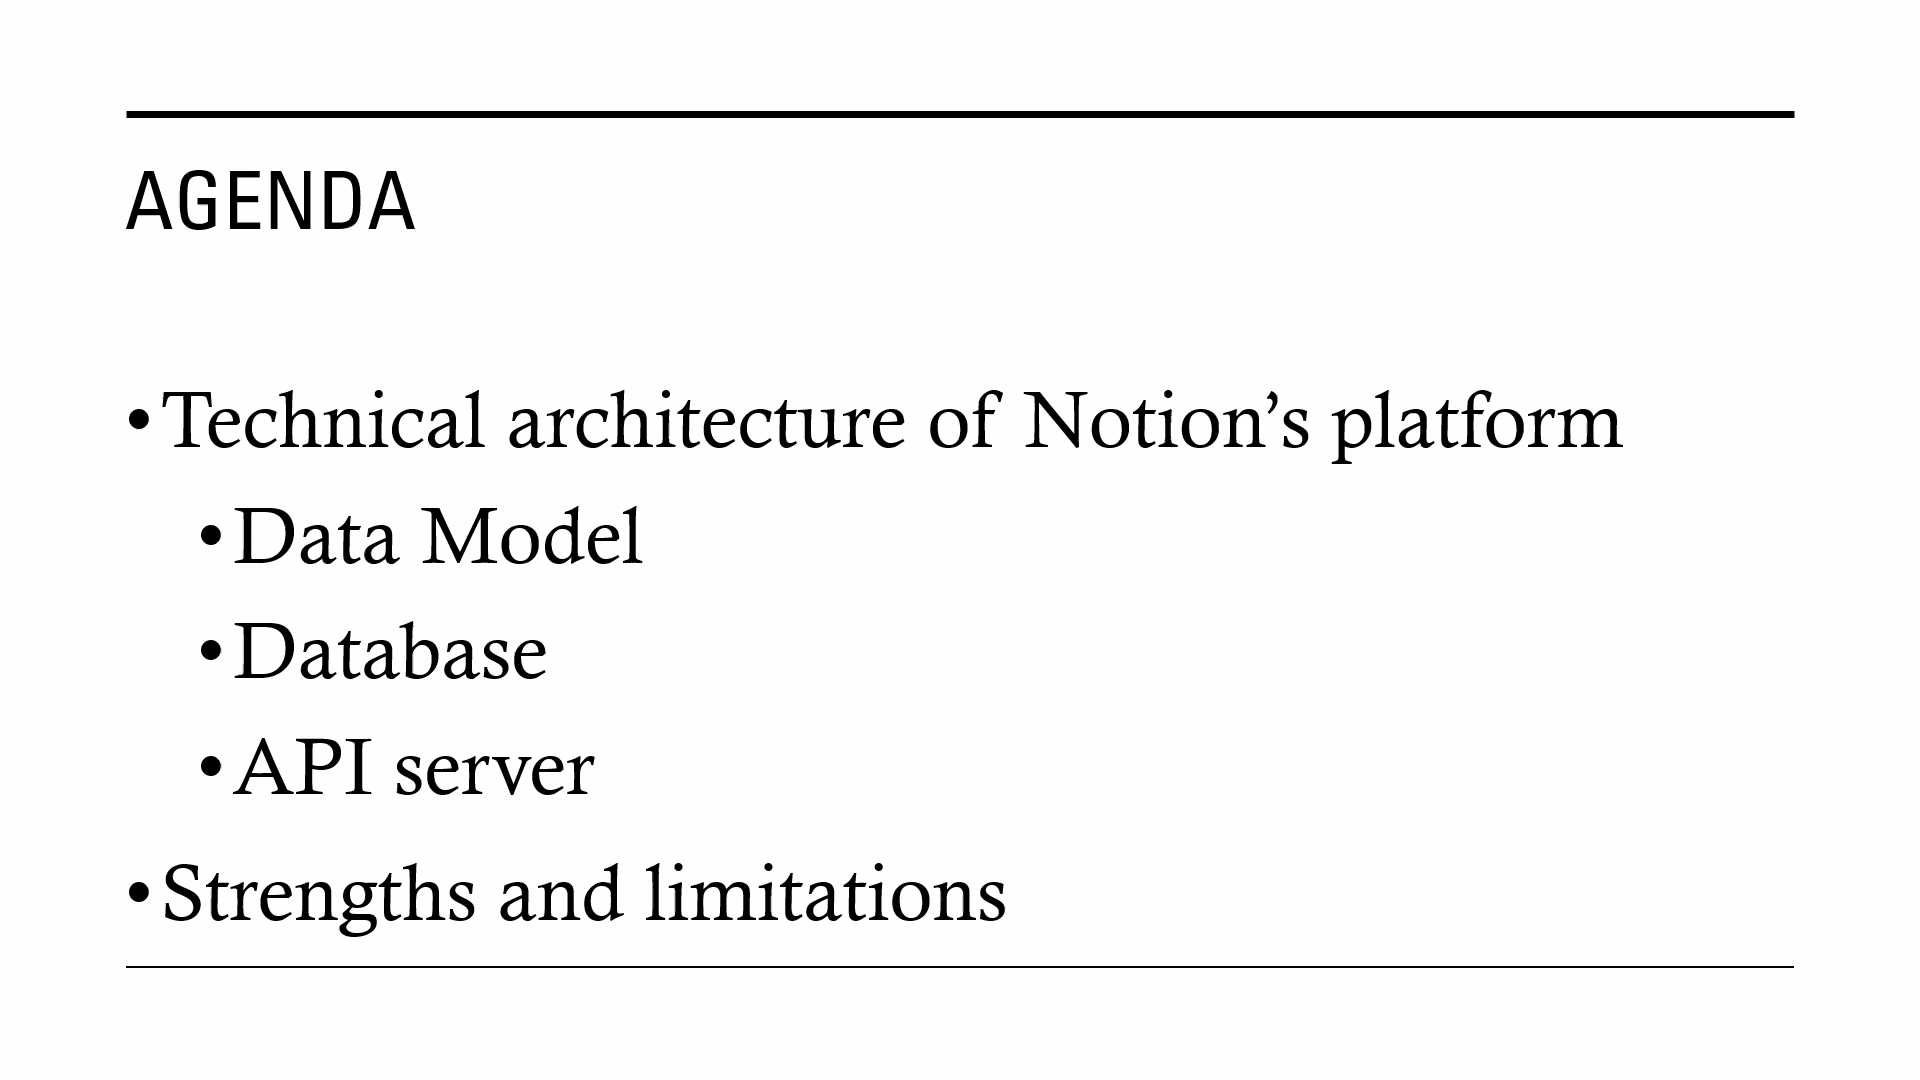 AGENDA
• Technical architecture of Notion’s platform
• Data Model
• Database
• API server
• Strengths and limitations